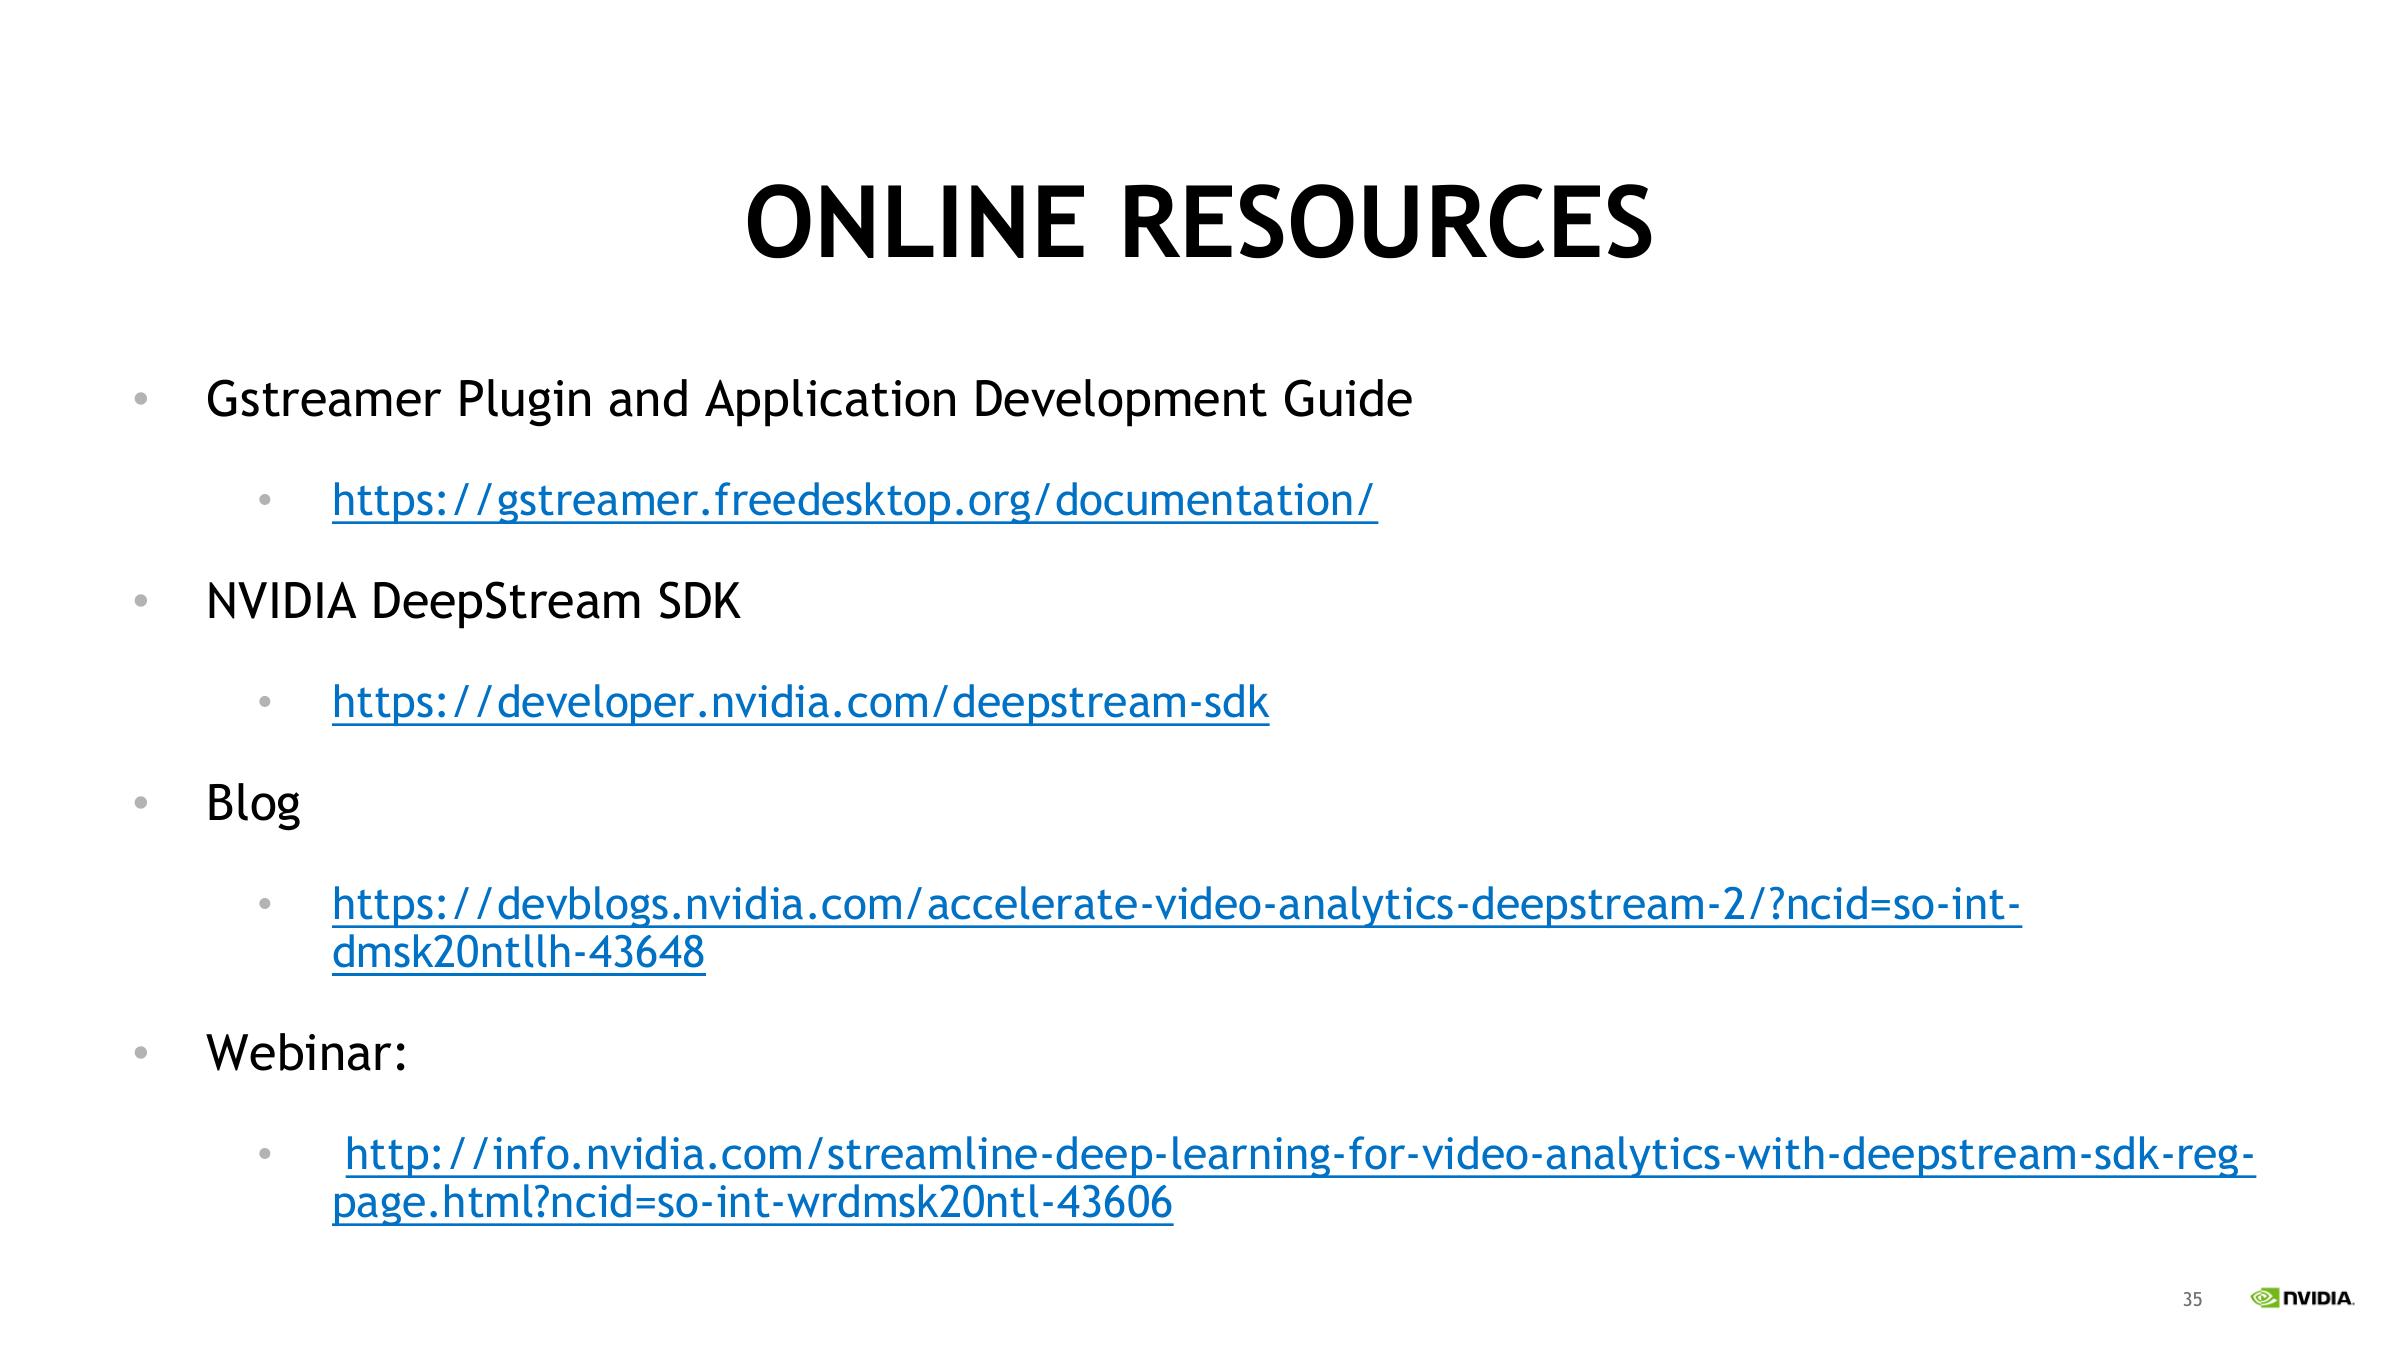 ONLINE RESOURCES
• Gstreamer Plugin and Application Development Guide
• https://gstreamer.freedesktop.org/documentation/
• NVIDIA DeepStream SDK
• https://developer.nvidia.com/deepstream-sdk
• Blog
• https://devblogs.nvidia.com/accelerate-video-analytics-deepstream-2/?ncid=so-int-
dmsk20ntllh-43648
• Webinar:
• http://info.nvidia.com/streamline-deep-learning-for-video-analytics-with-deepstream-sdk-reg-
page.html?ncid=so-int-wrdmsk20ntl-43606
35 NVIDIA.